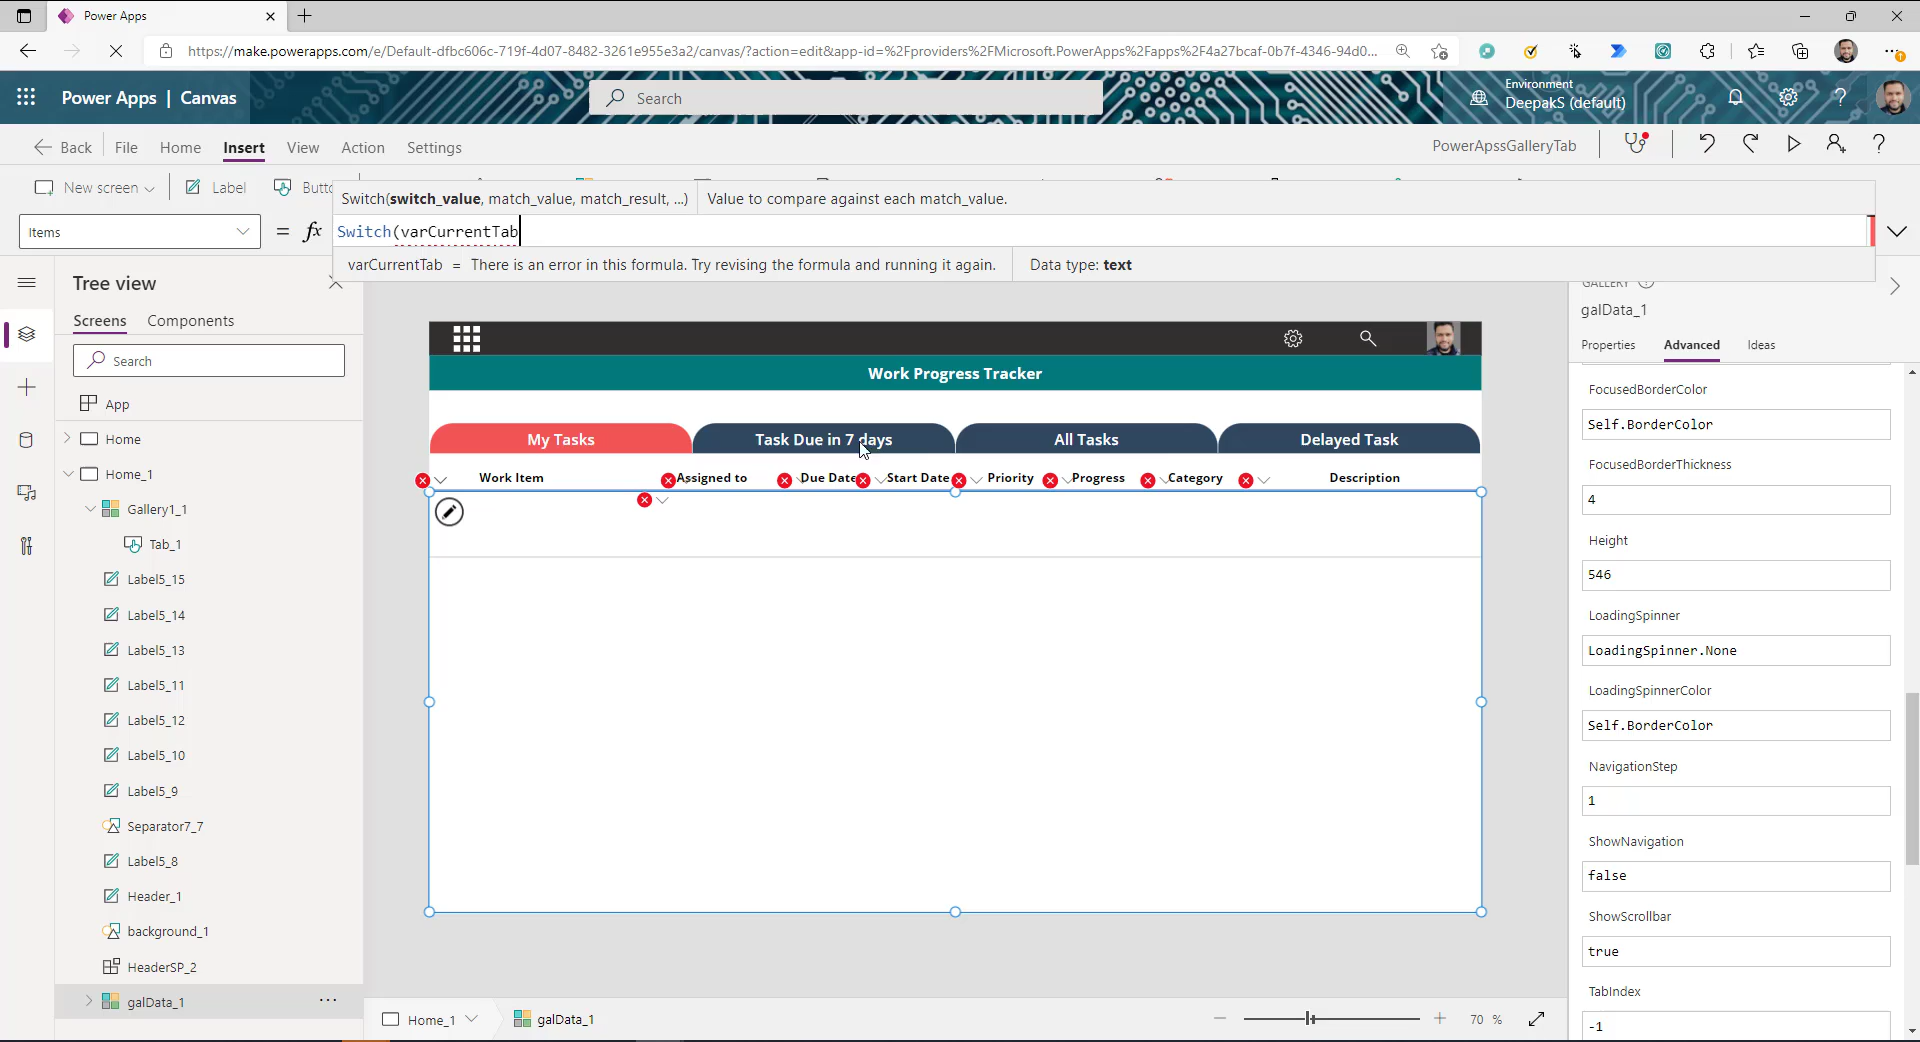 Power Apps
https://make.powerapps.com/e/Default-dfbc606c-719f-4d07-8482-3261e955e3a2/canvas/?action=edit&app-id=%2Fproviders%2FMicrosoft.PowerApps%2Fapps%2F4a27bcaf-0b7f-4346-94d0...
Power Apps | Canvas
Search
Environment
DeepakS (default)
Back
File
Home
Insert
View
Action
Settings
PowerApssGalleryTab
New screen
Label
Butto
Switch(switch_value, match_value, match_result, ...)
Value to compare against each match_value.
Items
= fx
Switch(varCurrentTab
varCurrentTab = There is an error in this formula. Try revising the formula and running it again.
Data type: text
Tree view
Screens
Components
Search
App
Home
Home_1
Gallery1_1
Tab_1
Label5_15
Label5_14
Label5_13
Label5_11
Label5_12
Label5_10
Label5_9
Separator7_7
Label5_8
Header_1
background_1
HeaderSP_2
galData_1
Work Progress Tracker
My Tasks
Task Due in 7 days
All Tasks
Delayed Task
Work Item
Assigned to
Due Date
Start Date
Priority
Progress
Category
Description
Home_1
galData_1
70 %
GALLERY
galData_1
Properties
Advanced
Ideas
FocusedBorderColor
Self.BorderColor
FocusedBorderThickness
4
Height
546
LoadingSpinner
LoadingSpinner.None
LoadingSpinnerColor
Self.BorderColor
NavigationStep
1
ShowNavigation
false
ShowScrollbar
true
TabIndex
-1